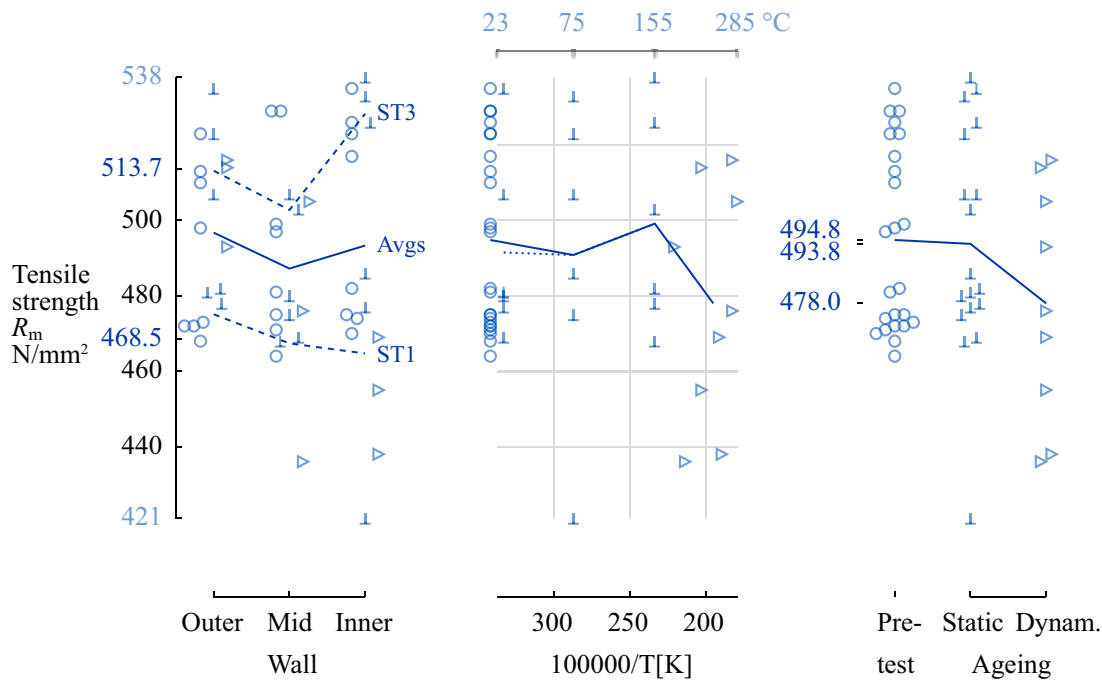 23 75 155 285 °C
538
ST3
513.7
500
494.8
Avgs
493.8
Tensile
strength
Rm
N/mm²
480
478.0
468.5
ST1
460
440
421
Outer Mid Inner
300 250 200
Pre- Static Dynam.
Wall
100000/T[K]
test Ageing